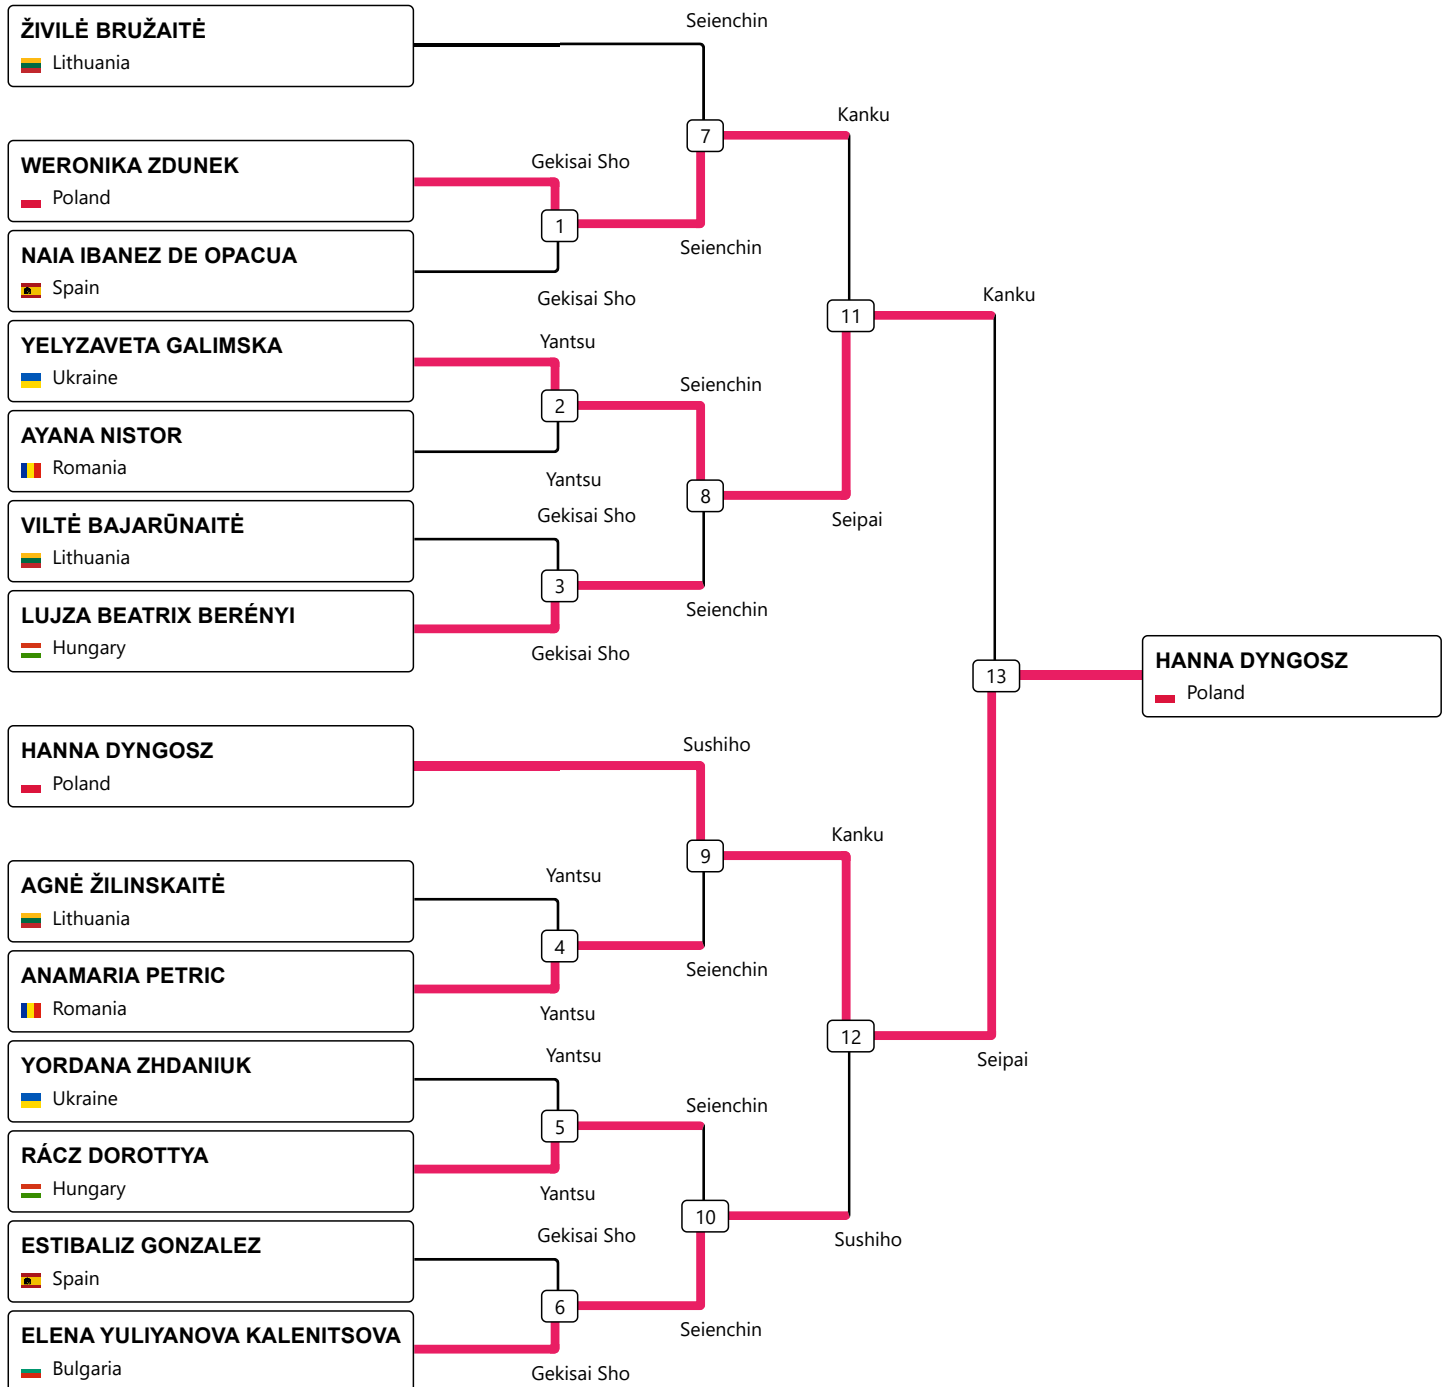 Seienchin
ŽIVILĖ BRUŽAITĖ
Lithuania
Kanku
7
WERONIKA ZDUNEK
Poland
Gekisai Sho
1
NAIA IBANEZ DE OPACUA
Spain
Seienchin
Gekisai Sho
Kanku
11
YELYZAVETA GALIMSKA
Ukraine
Yantsu
Seienchin
2
AYANA NISTOR
Romania
Yantsu
8
Seipai
VILTĖ BAJARŪNAITĖ
Lithuania
Gekisai Sho
3
Seienchin
LUJZA BEATRIX BERÉNYI
Hungary
Gekisai Sho
13
HANNA DYNGOSZ
Poland
HANNA DYNGOSZ
Poland
Sushiho
Kanku
9
AGNĖ ŽILINSKAITĖ
Lithuania
Yantsu
4
Seienchin
ANAMARIA PETRIC
Romania
Yantsu
12
Seipai
YORDANA ZHDANIUK
Ukraine
Yantsu
Seienchin
5
RÁCZ DOROTTYA
Hungary
Yantsu
10
Sushiho
ESTIBALIZ GONZALEZ
Spain
Gekisai Sho
6
Seienchin
ELENA YULIYANOVA KALENITSOVA
Bulgaria
Gekisai Sho